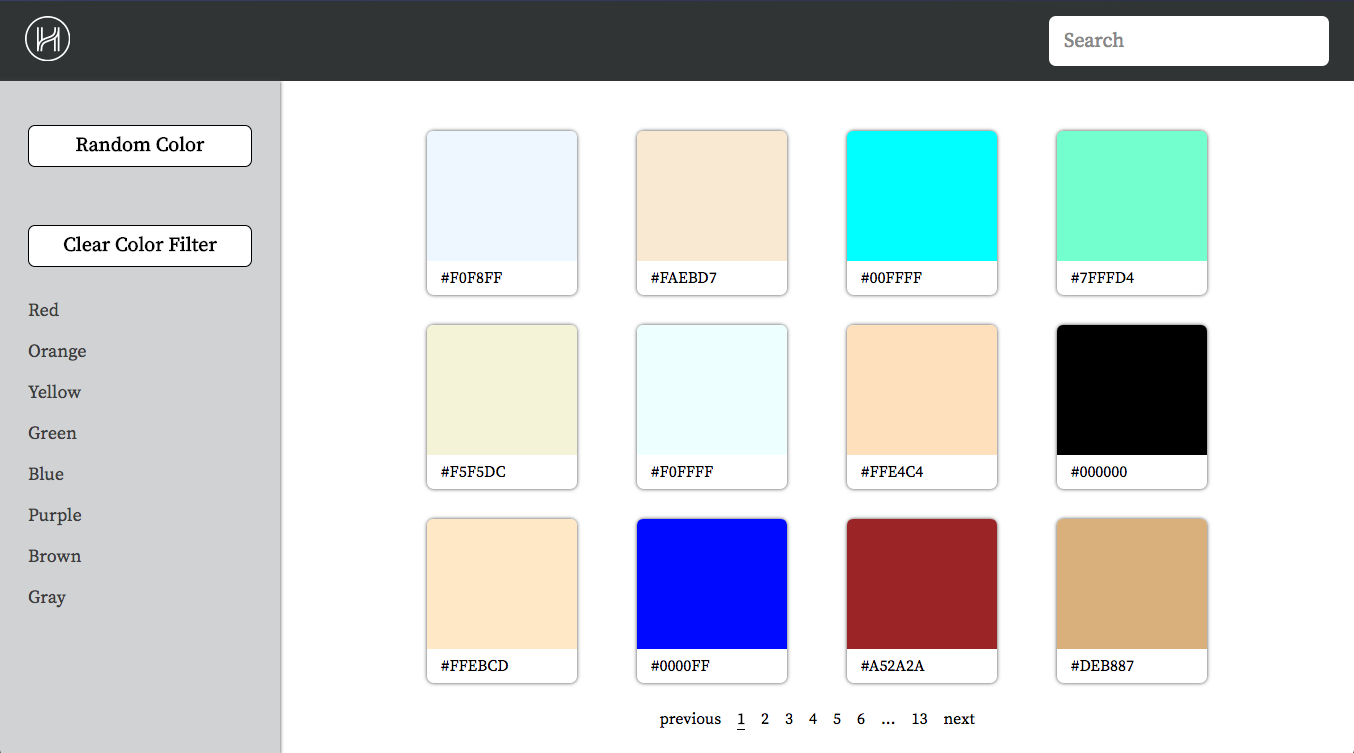 Search
Random Color
Clear Color Filter
Red
Orange
Yellow
Green
Blue
Purple
Brown
Gray
#F0F8FF #FAEBD7 #00FFFF #7FFFD4
#F5F5DC #F0FFFF #FFE4C4 #000000
#FFEBCD #0000FF #A52A2A #DEB887
previous 1 2 3 4 5 6 ... 13 next